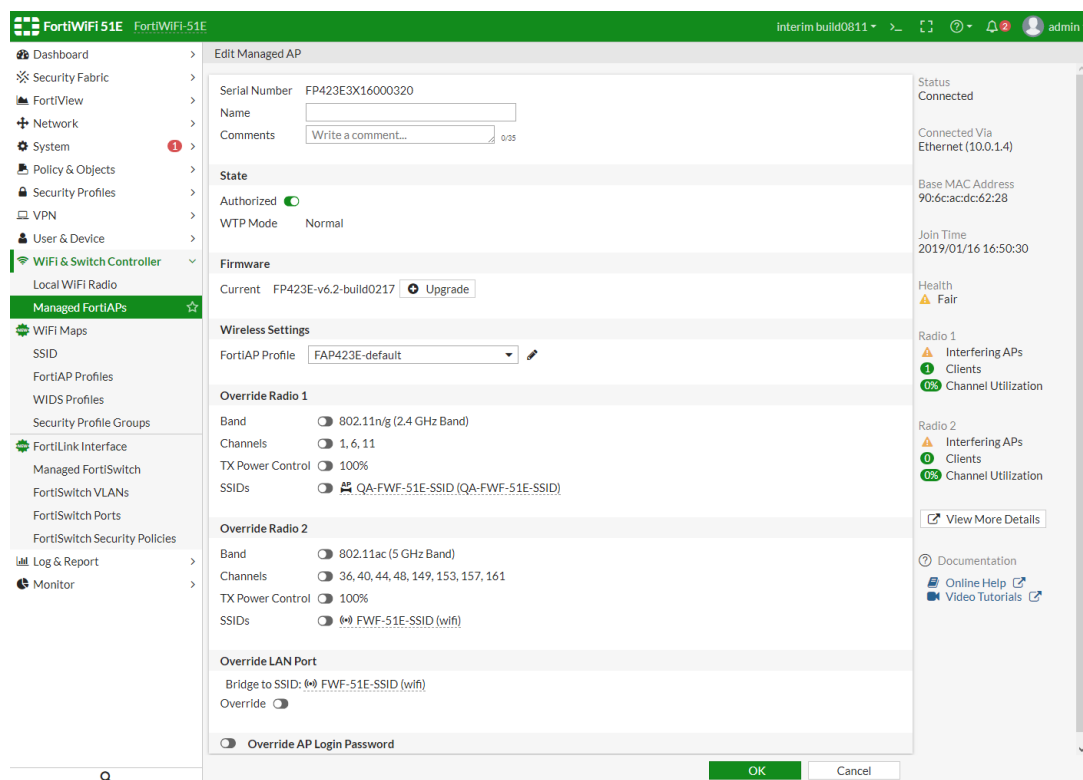 FortiWiFi 51E FortiWiFi-51E interim build0811 >_ 2 admin
Dashboard
Security Fabric
FortiView
Network
System 1
Policy & Objects
Security Profiles
VPN
User & Device
WiFi & Switch Controller
Local WiFi Radio
Managed FortiAPs
NEW WiFi Maps
SSID
FortiAP Profiles
WIDS Profiles
Security Profile Groups
NEW FortiLink Interface
Managed FortiSwitch
FortiSwitch VLANs
FortiSwitch Ports
FortiSwitch Security Policies
Log & Report
Monitor
Edit Managed AP
Serial Number FP423E3X16000320
Name
Comments Write a comment... 0/35
State
Authorized
WTP Mode Normal
Firmware
Current FP423E-v6.2-build0217 Upgrade
Wireless Settings
FortiAP Profile FAP423E-default
Override Radio 1
Band 802.11n/g (2.4 GHz Band)
Channels 1, 6, 11
TX Power Control 100%
SSIDs AP QA-FWF-51E-SSID (QA-FWF-51E-SSID)
Override Radio 2
Band 802.11ac (5 GHz Band)
Channels 36, 40, 44, 48, 149, 153, 157, 161
TX Power Control 100%
SSIDs FWF-51E-SSID (wifi)
Override LAN Port
Bridge to SSID: FWF-51E-SSID (wifi)
Override
Override AP Login Password
OK Cancel
Status
Connected
Connected Via
Ethernet (10.0.1.4)
Base MAC Address
90:6c:ac:dc:62:28
Join Time
2019/01/16 16:50:30
Health
Fair
Radio 1
Interfering APs
1 Clients
0% Channel Utilization
Radio 2
Interfering APs
0 Clients
0% Channel Utilization
View More Details
Documentation
Online Help
Video Tutorials